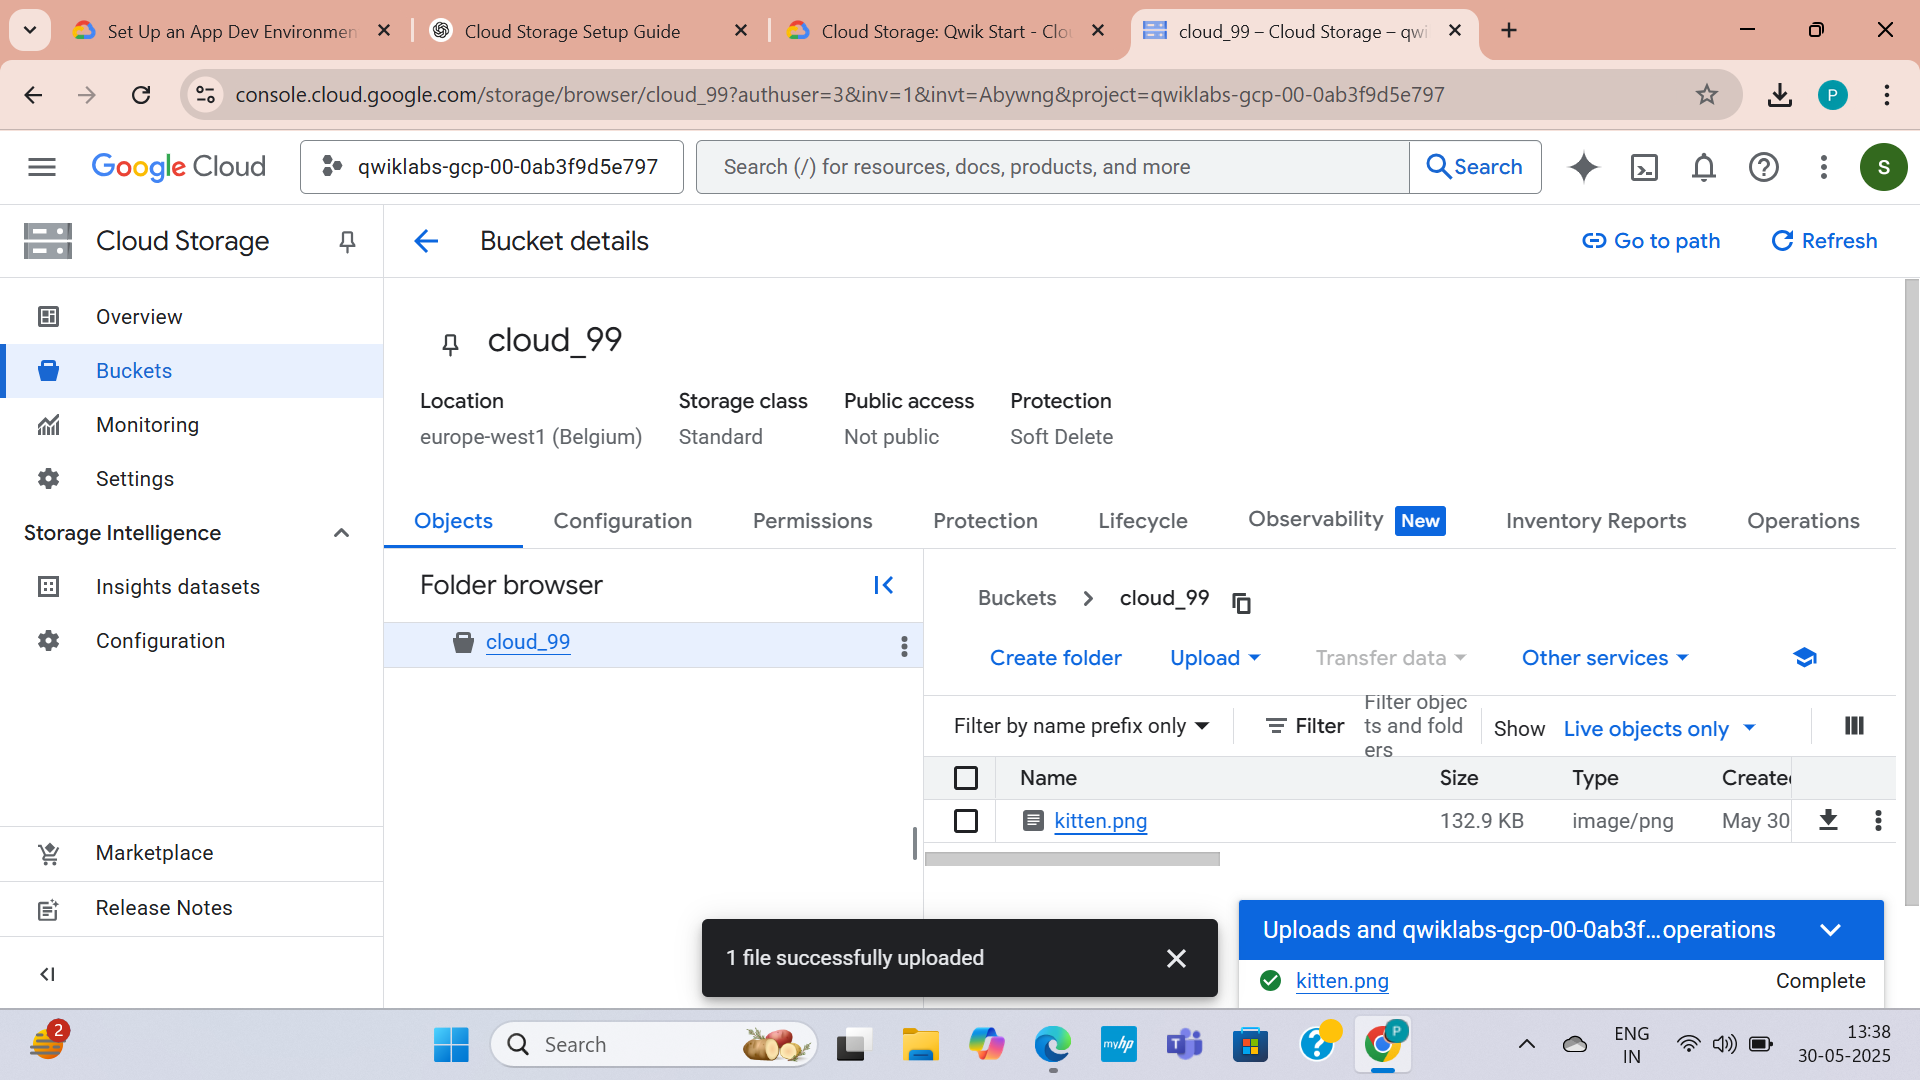 Set Up an App Dev Environmen
Cloud Storage Setup Guide
Cloud Storage: Qwik Start - Clou
cloud_99 – Cloud Storage – qwi
console.cloud.google.com/storage/browser/cloud_99?authuser=3&inv=1&invt=Abywng&project=qwiklabs-gcp-00-0ab3f9d5e797
P
Google Cloud
qwiklabs-gcp-00-0ab3f9d5e797
Search (/) for resources, docs, products, and more
Search
S
Cloud Storage
Bucket details
Go to path
Refresh
Overview
Buckets
Monitoring
Settings
Storage Intelligence
Insights datasets
Configuration
Marketplace
Release Notes
cloud_99
Location
Storage class
Public access
Protection
europe-west1 (Belgium)
Standard
Not public
Soft Delete
Objects
Configuration
Permissions
Protection
Lifecycle
Observability
New
Inventory Reports
Operations
Folder browser
cloud_99
Buckets
cloud_99
Create folder
Upload
Transfer data
Other services
Filter by name prefix only
Filter
Filter objec
ts and fold
ers
Show
Live objects only
Name
Size
Type
Created
kitten.png
132.9 KB
image/png
May 30
1 file successfully uploaded
Uploads and qwiklabs-gcp-00-0ab3f...operations
kitten.png
Complete
2
Search
myhp
T
?
P
ENG
IN
13:38
30-05-2025